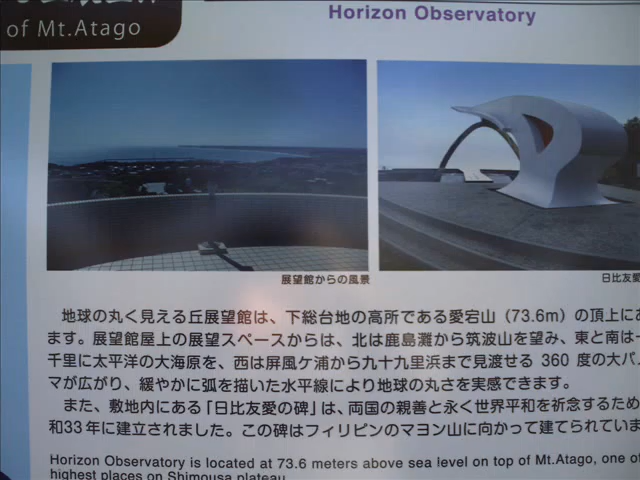 of Mt.Atago
Horizon Observatory
展望館からの風景
日比友愛
地球の丸く見える丘展望館は、下総台地の高所である愛宕山（73.6m）の頂上にあ
ます。展望館屋上の展望スペースからは、北は鹿島灘から筑波山を望み、東と南は一
千里に太平洋の大海原を、西は屏風ケ浦から九十九里浜まで見渡せる 360 度の大パ
マが広がり、緩やかに弧を描いた水平線により地球の丸さを実感できます。
また、敷地内にある「日比友愛の碑」は、両国の親善と永く世界平和を祈念するため
和33年に建立されました。この碑はフィリピンのマヨン山に向かって建てられていま
Horizon Observatory is located at 73.6 meters above sea level on top of Mt.Atago, one of
highest places on Shimousa plateau